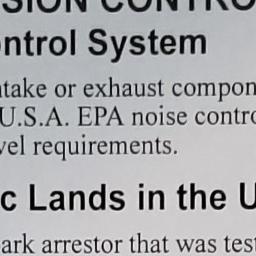 SION CONTRO
ontrol System
ntake or exhaust compon
U.S.A. EPA noise contro
vel requirements.
c Lands in the U
ark arrestor that was test